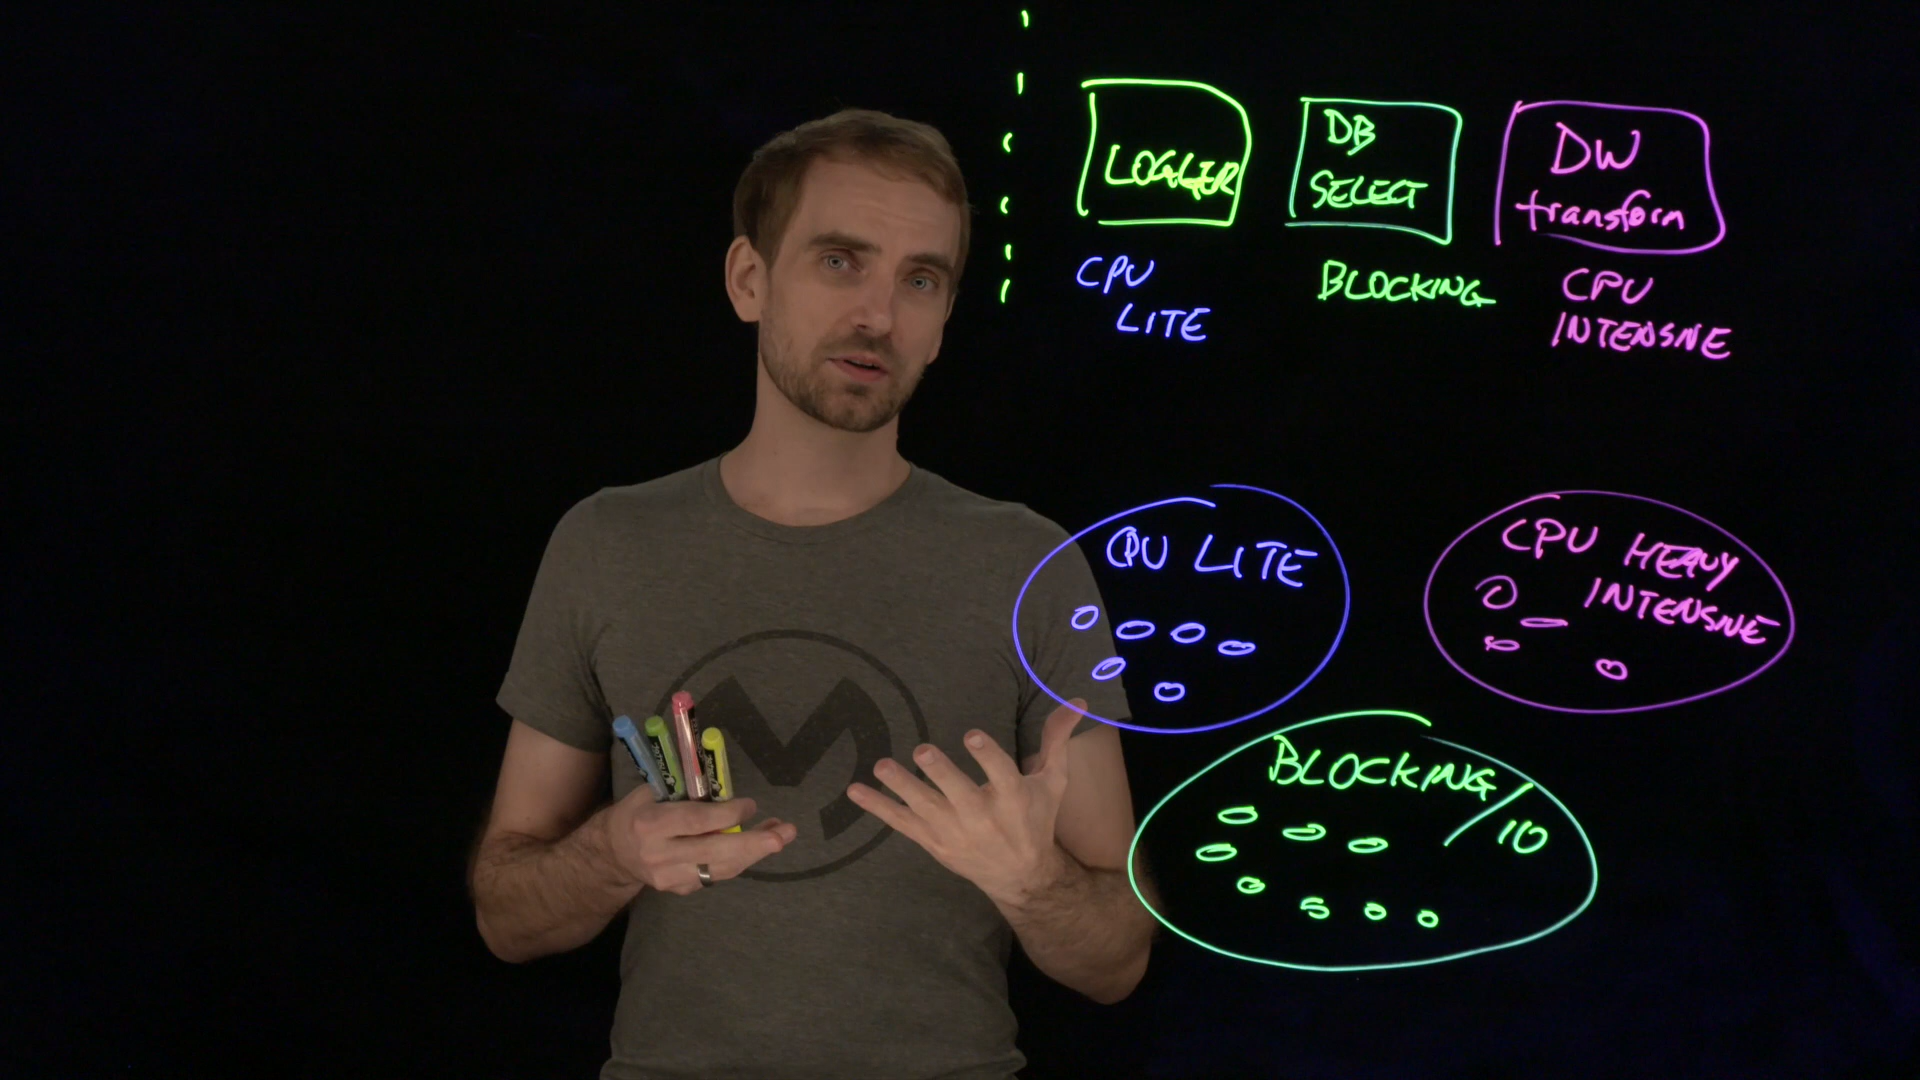 LOGGER
CPU
LITE
DB
SELECT
BLOCKING
DW
transform
CPU
INTENSIVE
CPU LITE
CPU HEAVY
INTENSIVE
BLOCKING/
IO
M